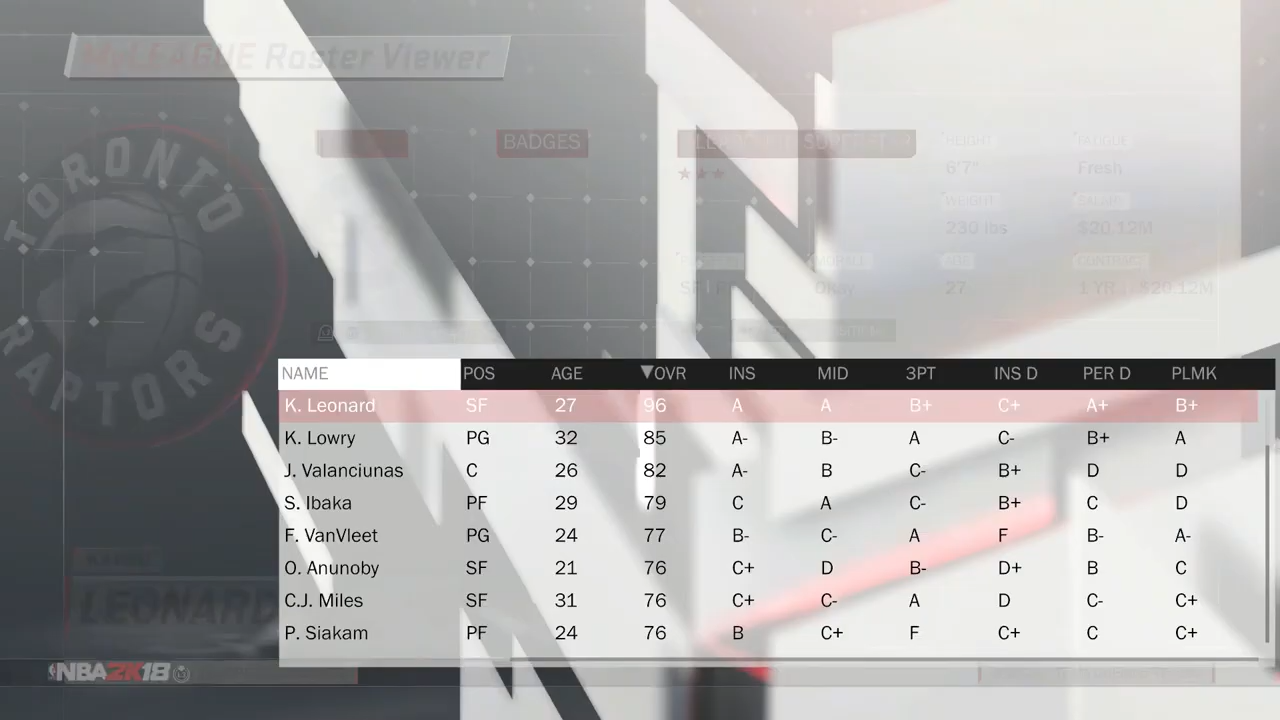 MyLEAGUE Roster Viewer
TORONTO
RAPTORS
BADGES
HEIGHT FATIGUE
6'7" Fresh
WEIGHT SALARY
230 lbs $20.12M
AGE CONTRACT
27 1 YR | $20.12M
NAME POS AGE ▼OVR INS MID 3PT INS D PER D PLMK
K. Leonard SF 27 96 A A B+ C+ A+ B+
K. Lowry PG 32 85 A- B- A C- B+ A
J. Valanciunas C 26 82 A- B C- B+ D D
S. Ibaka PF 29 79 C A C- B+ C D
F. VanVleet PG 24 77 B- C- A F B- A-
O. Anunoby SF 21 76 C+ D B- D+ B C
C.J. Miles SF 31 76 C+ C- A D C- C+
P. Siakam PF 24 76 B C+ F C+ C C+
LEONARD
NBA2K18